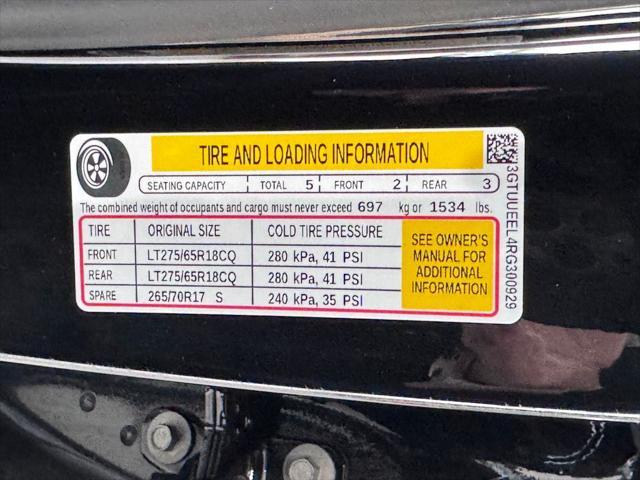 TIRE AND LOADING INFORMATION
SEATING CAPACITY TOTAL 5 FRONT 2 REAR 3
The combined weight of occupants and cargo must never exceed 697 kg or 1534 lbs.
TIRE ORIGINAL SIZE COLD TIRE PRESSURE
FRONT LT275/65R18CQ 280 kPa, 41 PSI
REAR LT275/65R18CQ 280 kPa, 41 PSI
SPARE 265/70R17 S 240 kPa, 35 PSI
SEE OWNER'S
MANUAL FOR
ADDITIONAL
INFORMATION
3GTUUEEL4RG300929